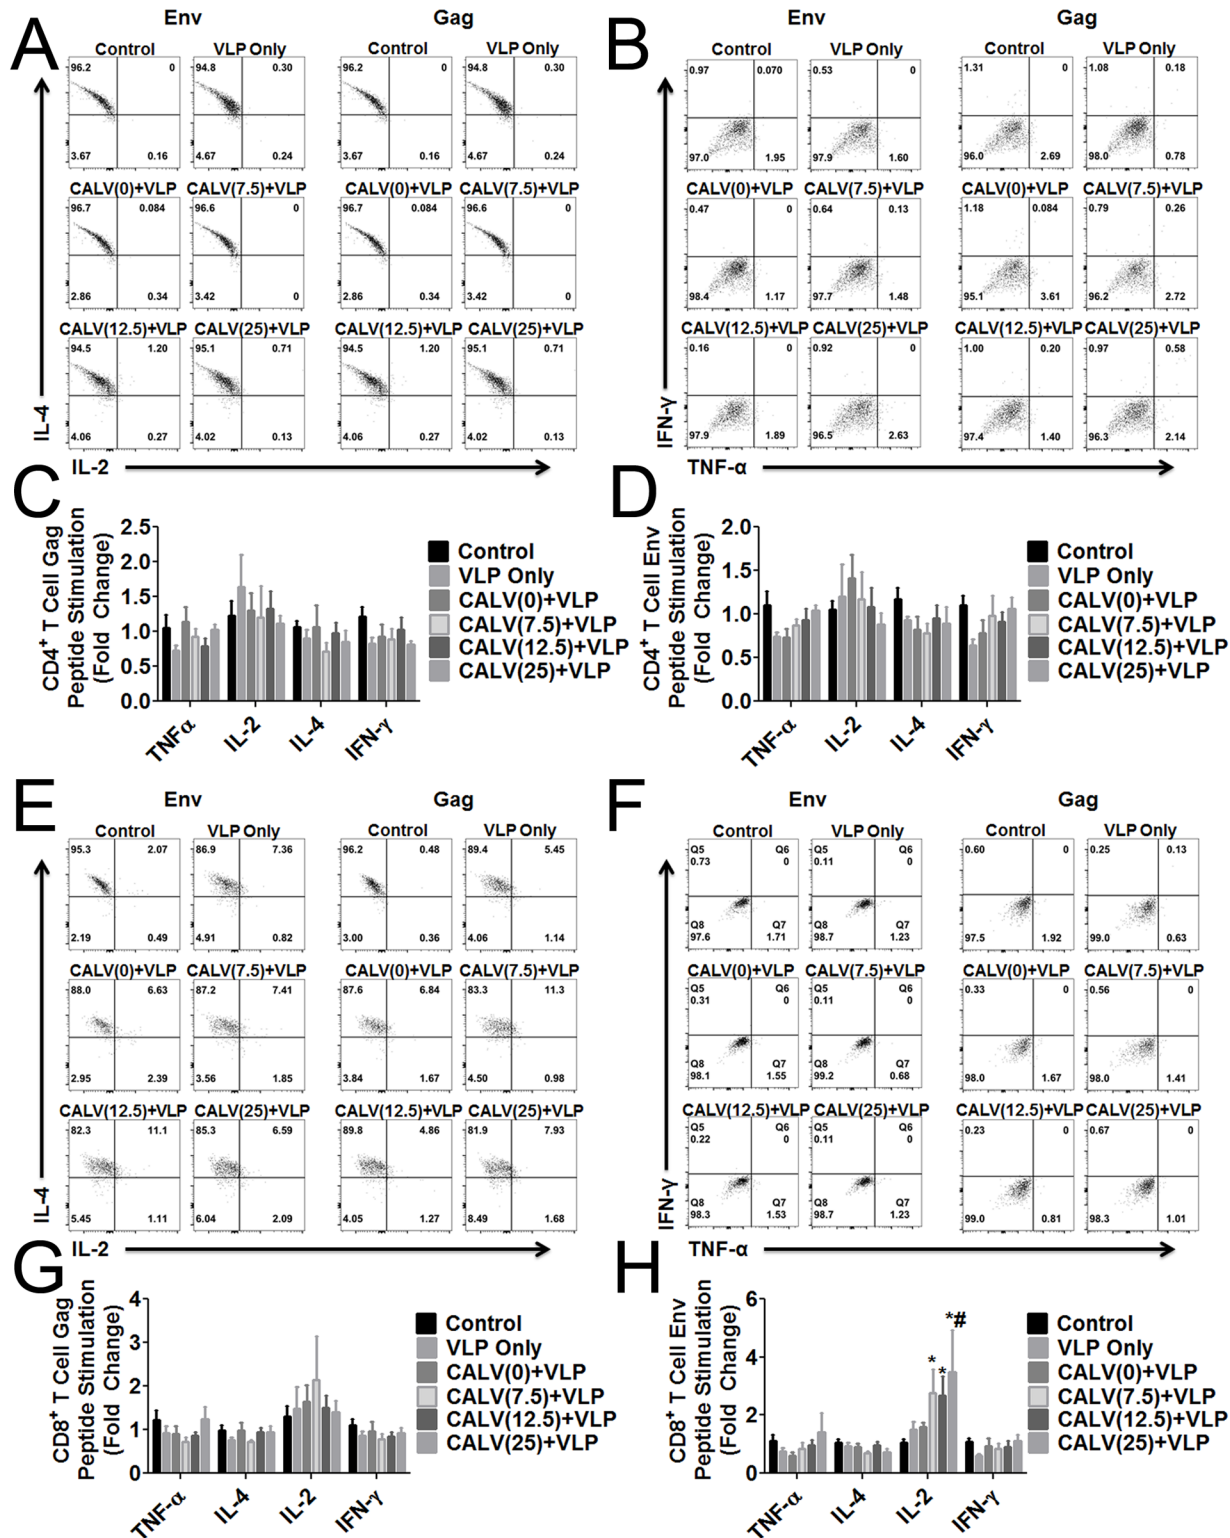 A
Env
Gag
Control
VLP Only
Control
VLP Only
96.2
0
94.8
0.30
96.2
0
94.8
0.30
3.67
0.16
4.67
0.24
3.67
0.16
4.67
0.24
CALV(0)+VLP
CALV(7.5)+VLP
CALV(0)+VLP
CALV(7.5)+VLP
96.7
0.084
96.6
0
96.7
0.084
96.6
0
2.86
0.34
3.42
0
2.86
0.34
3.42
0
CALV(12.5)+VLP
CALV(25)+VLP
CALV(12.5)+VLP
CALV(25)+VLP
94.5
1.20
95.1
0.71
94.5
1.20
95.1
0.71
4.06
0.27
4.02
0.13
4.06
0.27
4.02
0.13
IL-4
IL-2
B
Env
Gag
Control
VLP Only
Control
VLP Only
0.97
0.070
0.53
0
1.31
0
1.08
0.18
97.0
1.95
97.9
1.60
96.0
2.69
98.0
0.78
CALV(0)+VLP
CALV(7.5)+VLP
CALV(0)+VLP
CALV(7.5)+VLP
0.47
0
0.64
0.13
1.18
0.084
0.79
0.26
98.4
1.17
97.7
1.48
95.1
3.61
96.2
2.72
CALV(12.5)+VLP
CALV(25)+VLP
CALV(12.5)+VLP
CALV(25)+VLP
0.16
0
0.92
0
1.00
0.20
0.97
0.58
97.9
1.89
96.5
2.63
97.4
1.40
96.3
2.14
IFN-γ
TNF-α
C
CD4+ T Cell Gag
Peptide Stimulation
(Fold Change)
2.5
2.0
1.5
1.0
0.5
0.0
TNFα
IL-2
IL-4
IFN-γ
Control
VLP Only
CALV(0)+VLP
CALV(7.5)+VLP
CALV(12.5)+VLP
CALV(25)+VLP
D
CD4+ T Cell Env
Peptide Stimulation
(Fold Change)
2.0
1.5
1.0
0.5
0.0
TNF-α
IL-2
IL-4
IFN-γ
Control
VLP Only
CALV(0)+VLP
CALV(7.5)+VLP
CALV(12.5)+VLP
CALV(25)+VLP
E
Env
Gag
Control
VLP Only
Control
VLP Only
95.3
2.07
86.9
7.36
96.2
0.48
89.4
5.45
2.19
0.49
4.91
0.82
3.00
0.36
4.06
1.14
CALV(0)+VLP
CALV(7.5)+VLP
CALV(0)+VLP
CALV(7.5)+VLP
88.0
6.63
87.2
7.41
87.6
6.84
83.3
11.3
2.95
2.39
3.56
1.85
3.84
1.67
4.50
0.98
CALV(12.5)+VLP
CALV(25)+VLP
CALV(12.5)+VLP
CALV(25)+VLP
82.3
11.1
85.3
6.59
89.8
4.86
81.9
7.93
5.45
1.11
6.04
2.09
4.05
1.27
8.49
1.68
IL-4
IL-2
F
Env
Gag
Control
VLP Only
Control
VLP Only
Q5
0.73
Q6
0
Q5
0.11
Q6
0
0.60
0
0.25
0.13
Q8
97.6
Q7
1.71
Q8
98.7
Q7
1.23
97.5
1.92
99.0
0.63
CALV(0)+VLP
CALV(7.5)+VLP
CALV(0)+VLP
CALV(7.5)+VLP
Q5
0.31
Q6
0
Q5
0.11
Q6
0
0.33
0
0.56
0
Q8
98.1
Q7
1.55
Q8
99.2
Q7
0.68
98.0
1.67
98.0
1.41
CALV(12.5)+VLP
CALV(25)+VLP
CALV(12.5)+VLP
CALV(25)+VLP
Q5
0.22
Q6
0
Q5
0.11
Q6
0
0.23
0
0.67
0
Q8
98.3
Q7
1.53
Q8
98.7
Q7
1.23
99.0
0.81
98.3
1.01
IFN-γ
TNF-α
G
CD8+ T Cell Gag
Peptide Stimulation
(Fold Change)
4
3
2
1
0
TNF-α
IL-4
IL-2
IFN-γ
Control
VLP Only
CALV(0)+VLP
CALV(7.5)+VLP
CALV(12.5)+VLP
CALV(25)+VLP
H
CD8+ T Cell Env
Peptide Stimulation
(Fold Change)
6
4
2
0
*
*
*#
TNF-α
IL-4
IL-2
IFN-γ
Control
VLP Only
CALV(0)+VLP
CALV(7.5)+VLP
CALV(12.5)+VLP
CALV(25)+VLP